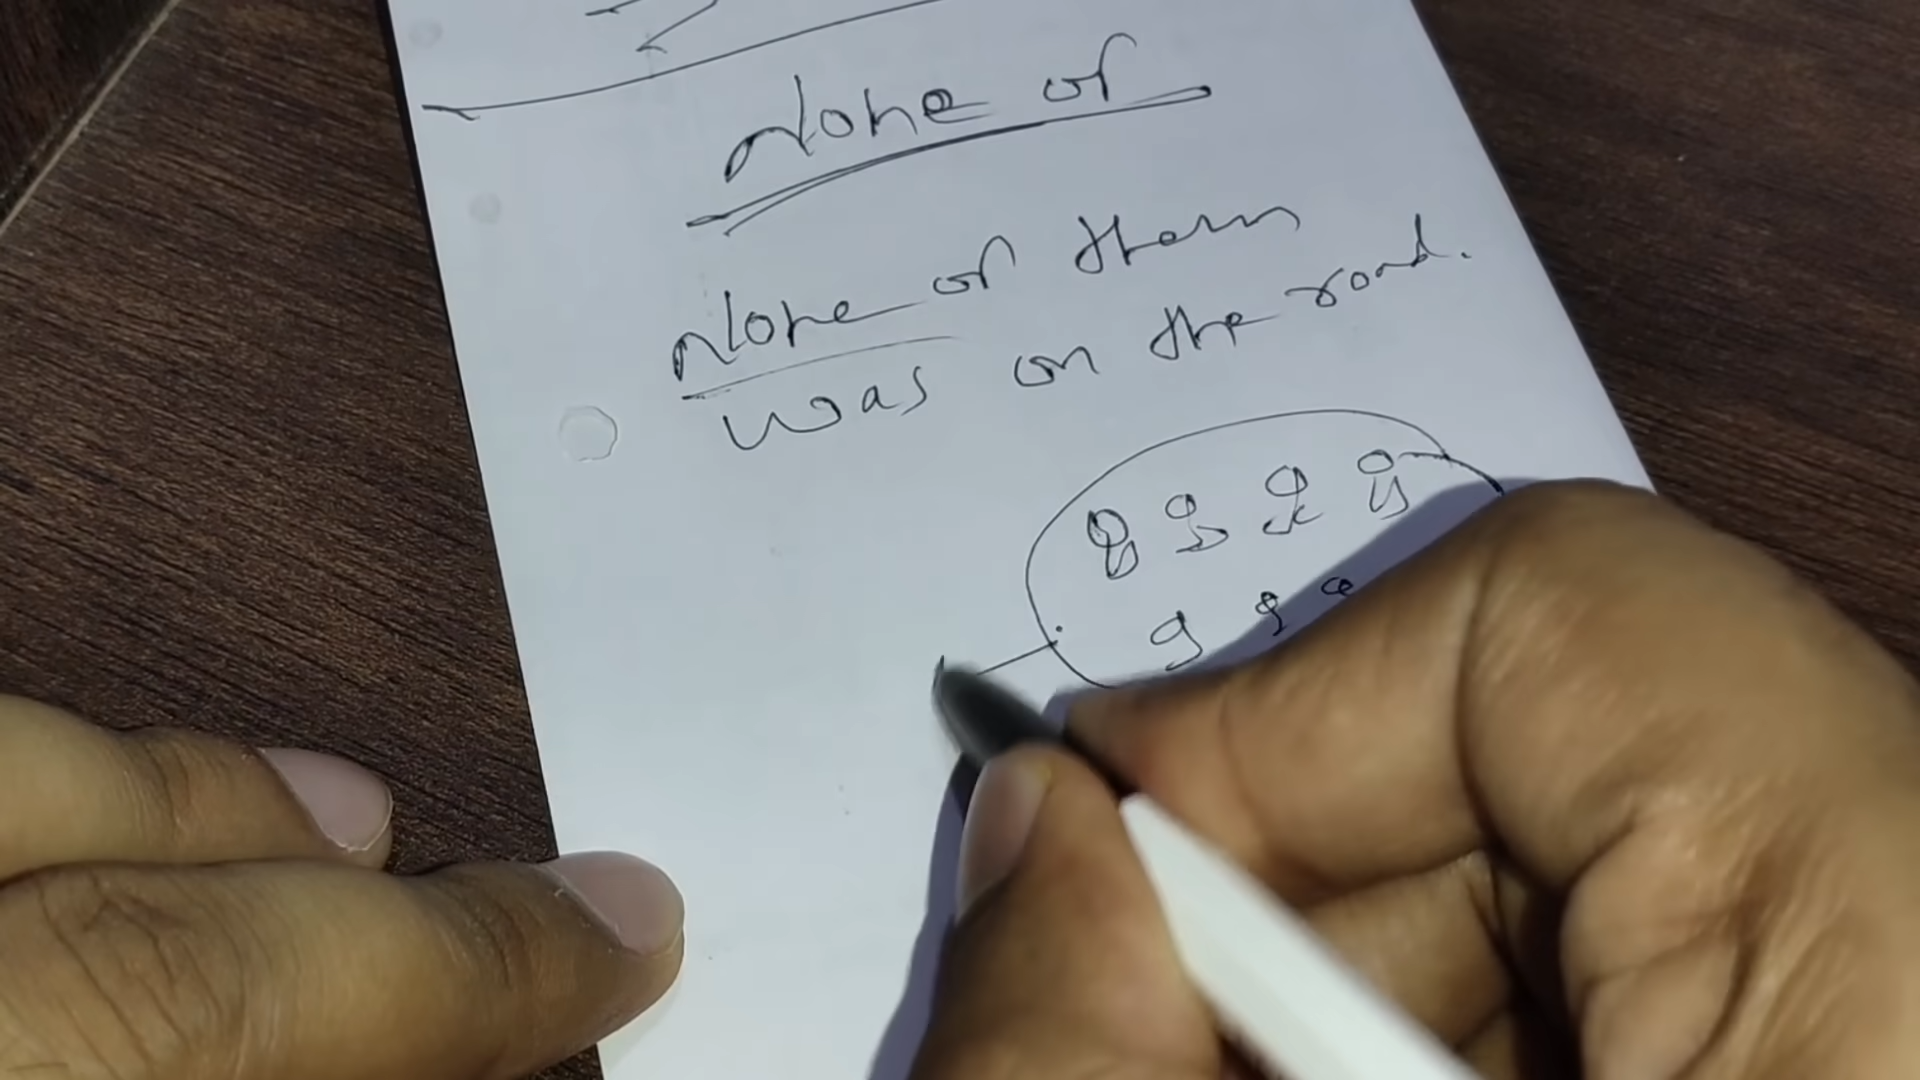 None of
None of them
was on the road.